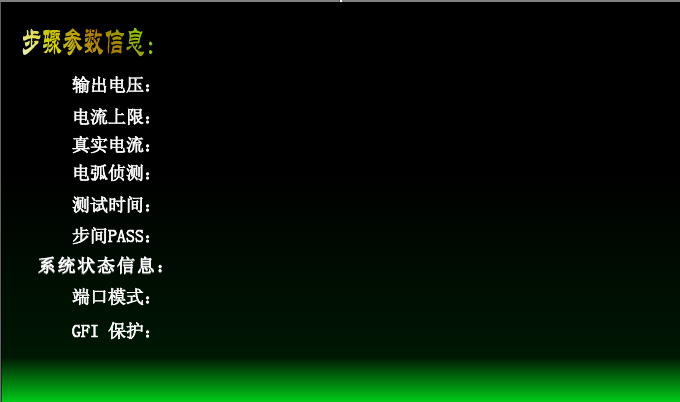 步骤参数信息：
输出电压：
电流上限：
真实电流：
电弧侦测：
测试时间：
步间PASS：
系统状态信息：
端口模式：
GFI 保护：